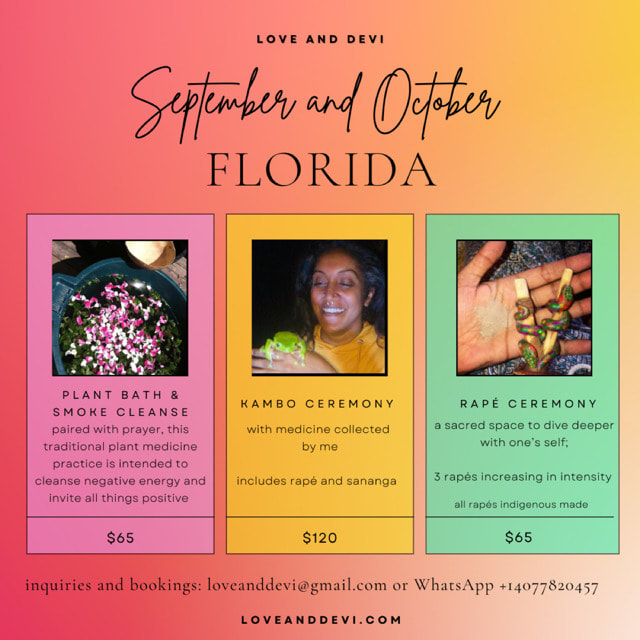 LOVE AND DEVI
September and October
FLORIDA
PLANT BATH &
SMOKE CLEANSE
paired with prayer, this
traditional plant medicine
practice is intended to
cleanse negative energy and
invite all things positive
$65
KAMBO CEREMONY
with medicine collected
by me
includes rapé and sananga
$120
RAPÉ CEREMONY
a sacred space to dive deeper
with one's self;
3 rapés increasing in intensity
all rapés indigenous made
$65
inquiries and bookings: loveanddevi@gmail.com or WhatsApp +14077820457
LOVEANDDEVI.COM